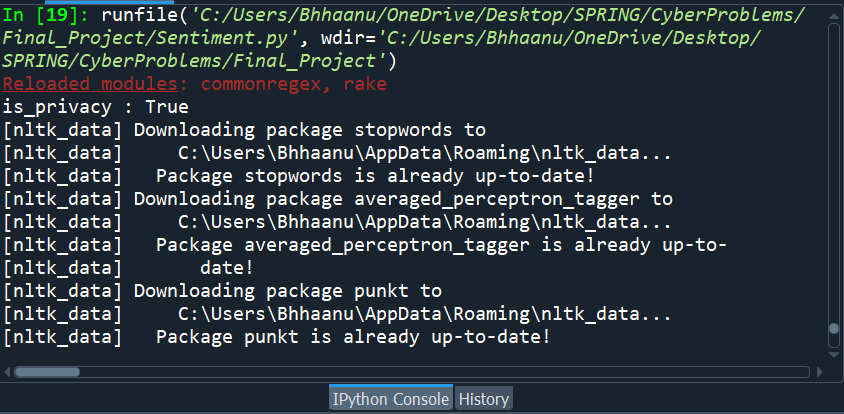 In [19]: runfile('C:/Users/Bhhaanu/OneDrive/Desktop/SPRING/CyberProblems/
Final_Project/Sentiment.py', wdir='C:/Users/Bhhaanu/OneDrive/Desktop/
SPRING/CyberProblems/Final_Project')
Reloaded modules: commonregex, rake
is_privacy : True
[nltk_data] Downloading package stopwords to
[nltk_data]     C:\Users\Bhhaanu\AppData\Roaming\nltk_data...
[nltk_data]   Package stopwords is already up-to-date!
[nltk_data] Downloading package averaged_perceptron_tagger to
[nltk_data]     C:\Users\Bhhaanu\AppData\Roaming\nltk_data...
[nltk_data]   Package averaged_perceptron_tagger is already up-to-
[nltk_data]       date!
[nltk_data] Downloading package punkt to
[nltk_data]     C:\Users\Bhhaanu\AppData\Roaming\nltk_data...
[nltk_data]   Package punkt is already up-to-date!
IPython Console History